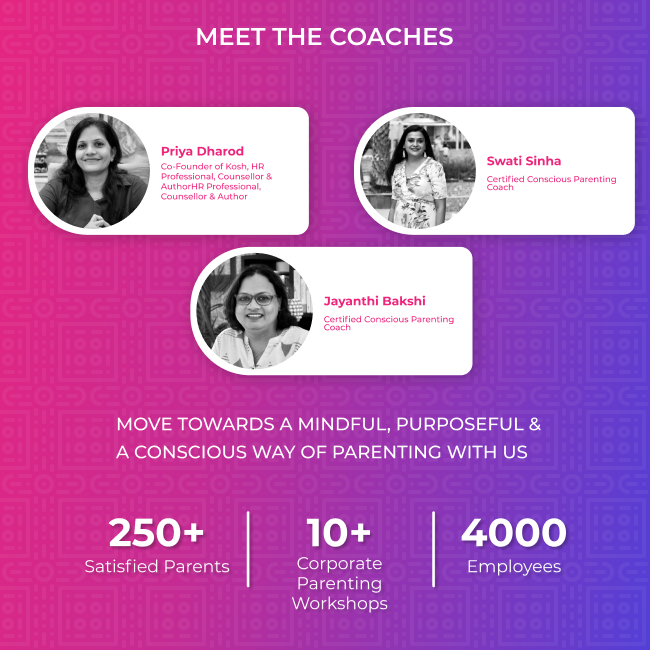 MEET THE COACHES
Priya Dharod
Co-Founder of Kosh, HR
Professional, Counsellor &
AuthorHR Professional,
Counsellor & Author
Swati Sinha
Certified Conscious Parenting
Coach
Jayanthi Bakshi
Certified Conscious Parenting
Coach
MOVE TOWARDS A MINDFUL, PURPOSEFUL &
A CONSCIOUS WAY OF PARENTING WITH US
250+
Satisfied Parents
10+
Corporate
Parenting
Workshops
4000
Employees